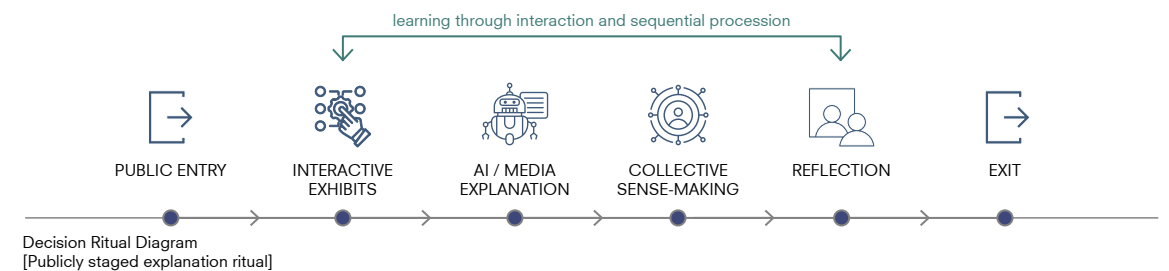 learning through interaction and sequential procession
PUBLIC ENTRY
INTERACTIVE
EXHIBITS
AI / MEDIA
EXPLANATION
COLLECTIVE
SENSE-MAKING
REFLECTION
EXIT
Decision Ritual Diagram
[Publicly staged explanation ritual]